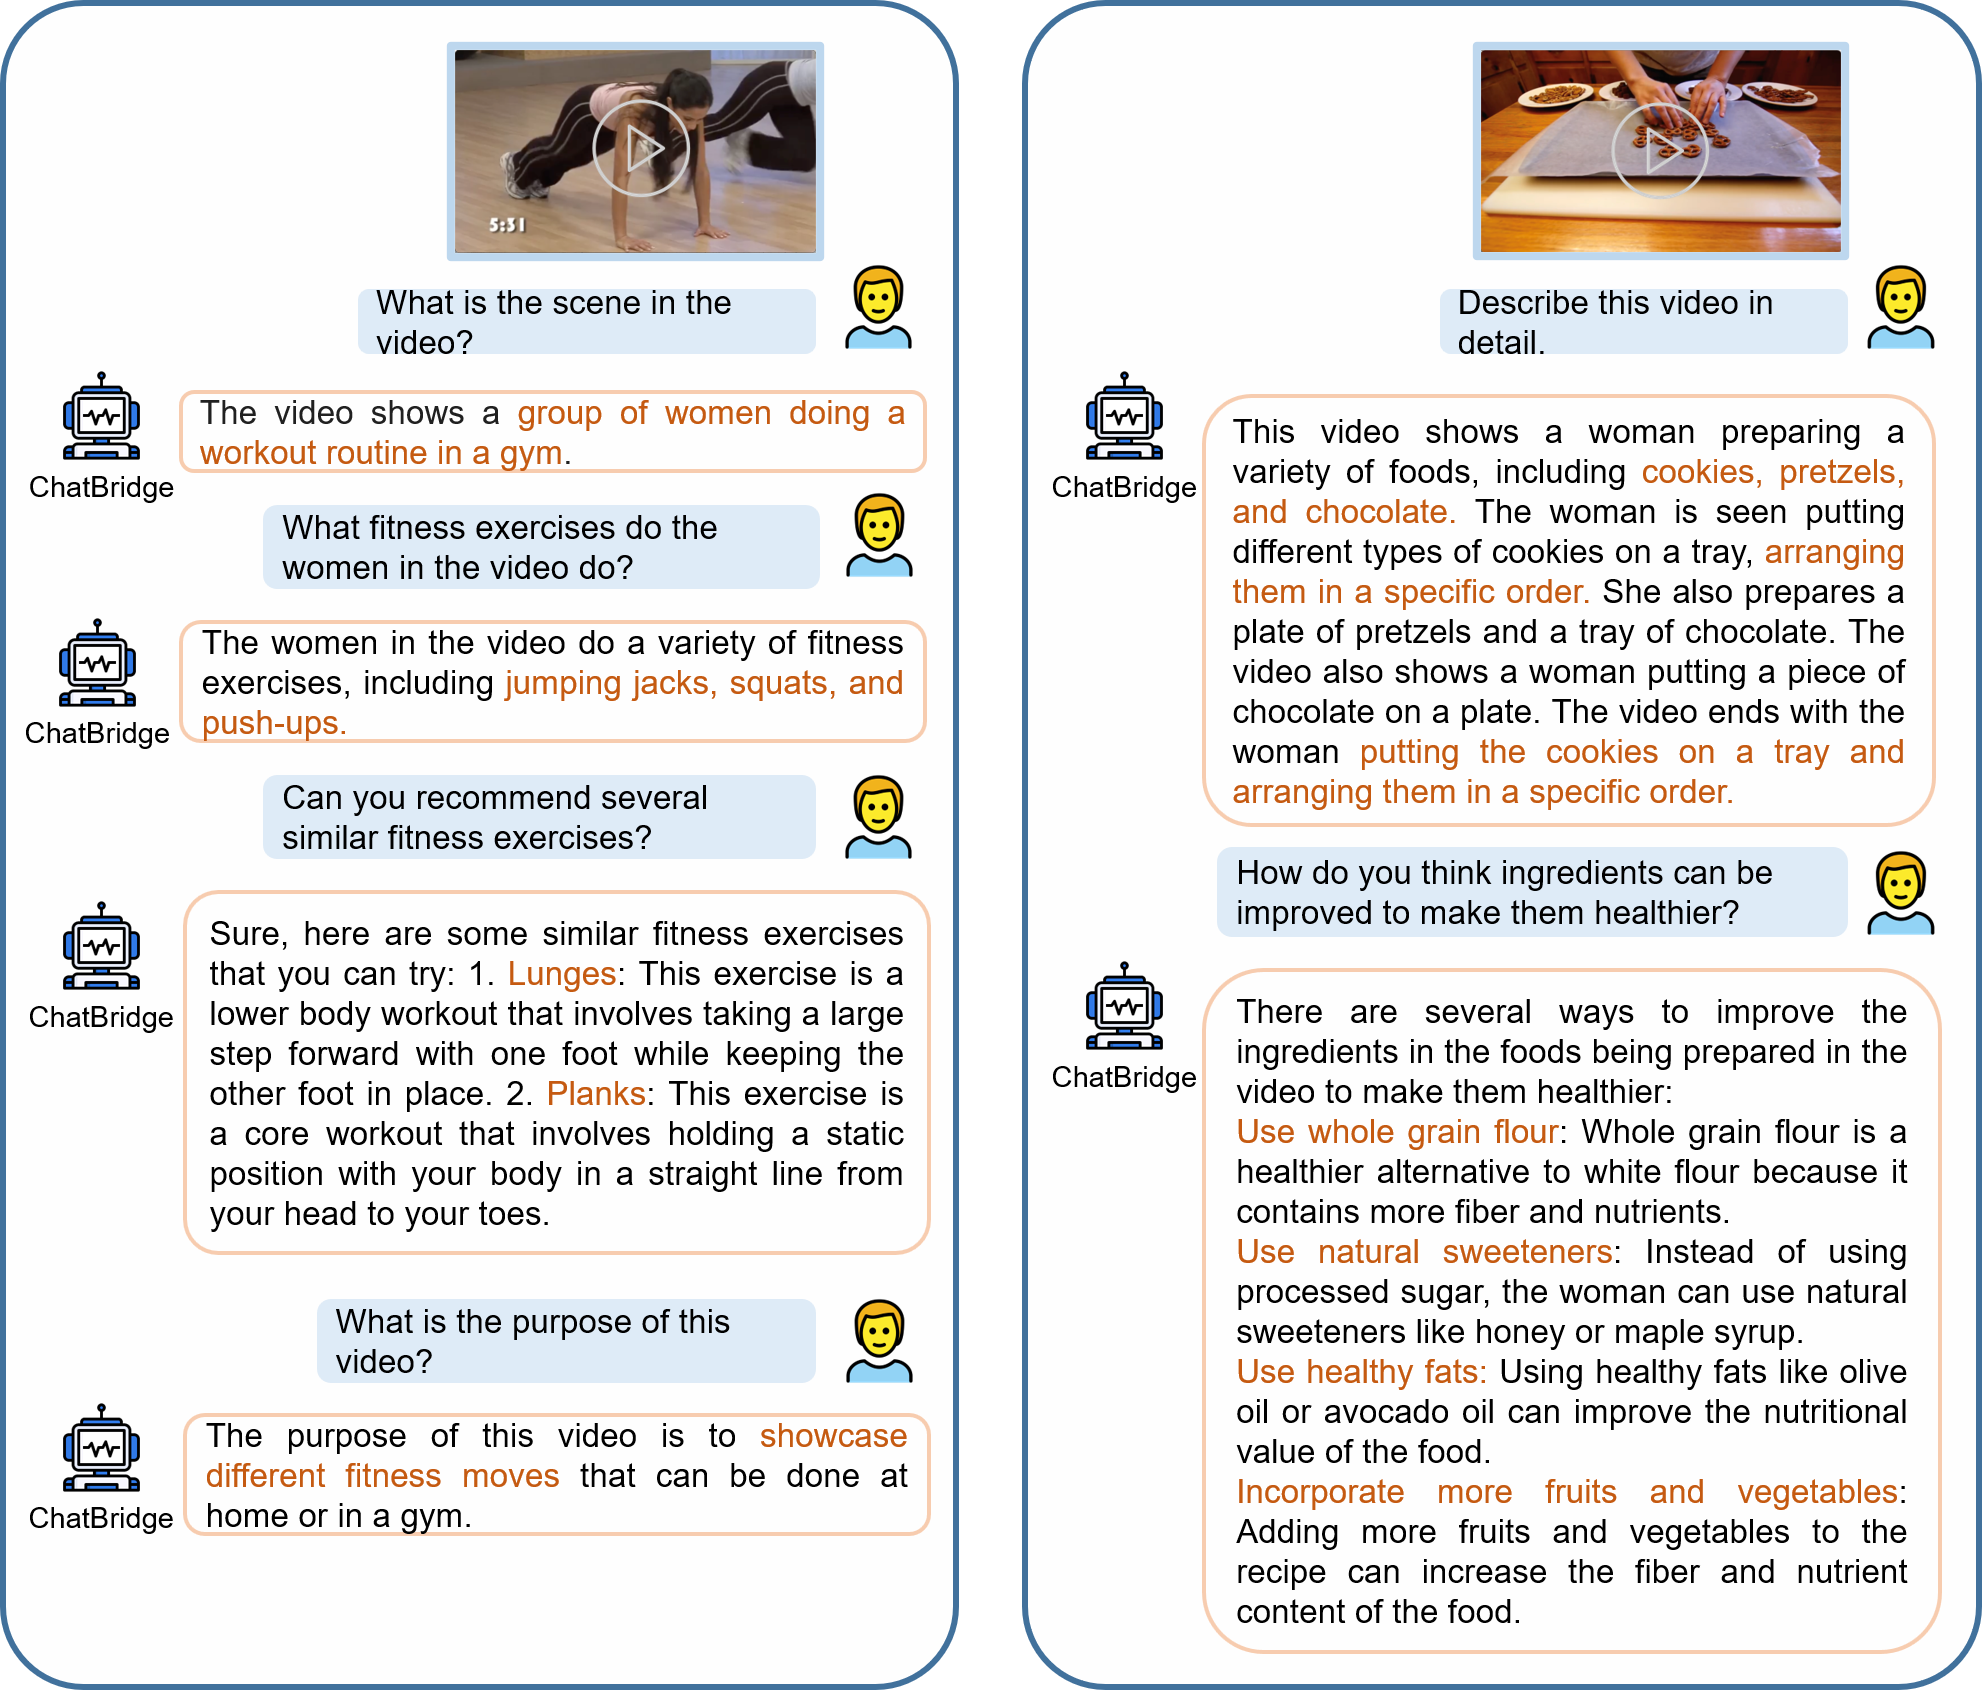 5:31
What is the scene in the
video?
The video shows a group of women doing a
workout routine in a gym.
ChatBridge
What fitness exercises do the
women in the video do?
The women in the video do a variety of fitness
exercises, including jumping jacks, squats, and
push-ups.
ChatBridge
Can you recommend several
similar fitness exercises?
Sure, here are some similar fitness exercises
that you can try: 1. Lunges: This exercise is a
lower body workout that involves taking a large
step forward with one foot while keeping the
other foot in place. 2. Planks: This exercise is
a core workout that involves holding a static
position with your body in a straight line from
your head to your toes.
ChatBridge
What is the purpose of this
video?
The purpose of this video is to showcase
different fitness moves that can be done at
home or in a gym.
ChatBridge
Describe this video in
detail.
This video shows a woman preparing a
variety of foods, including cookies, pretzels,
and chocolate. The woman is seen putting
different types of cookies on a tray, arranging
them in a specific order. She also prepares a
plate of pretzels and a tray of chocolate. The
video also shows a woman putting a piece of
chocolate on a plate. The video ends with the
woman putting the cookies on a tray and
arranging them in a specific order.
ChatBridge
How do you think ingredients can be
improved to make them healthier?
There are several ways to improve the
ingredients in the foods being prepared in the
video to make them healthier:
Use whole grain flour: Whole grain flour is a
healthier alternative to white flour because it
contains more fiber and nutrients.
Use natural sweeteners: Instead of using
processed sugar, the woman can use natural
sweeteners like honey or maple syrup.
Use healthy fats: Using healthy fats like olive
oil or avocado oil can improve the nutritional
value of the food.
Incorporate more fruits and vegetables:
Adding more fruits and vegetables to the
recipe can increase the fiber and nutrient
content of the food.
ChatBridge